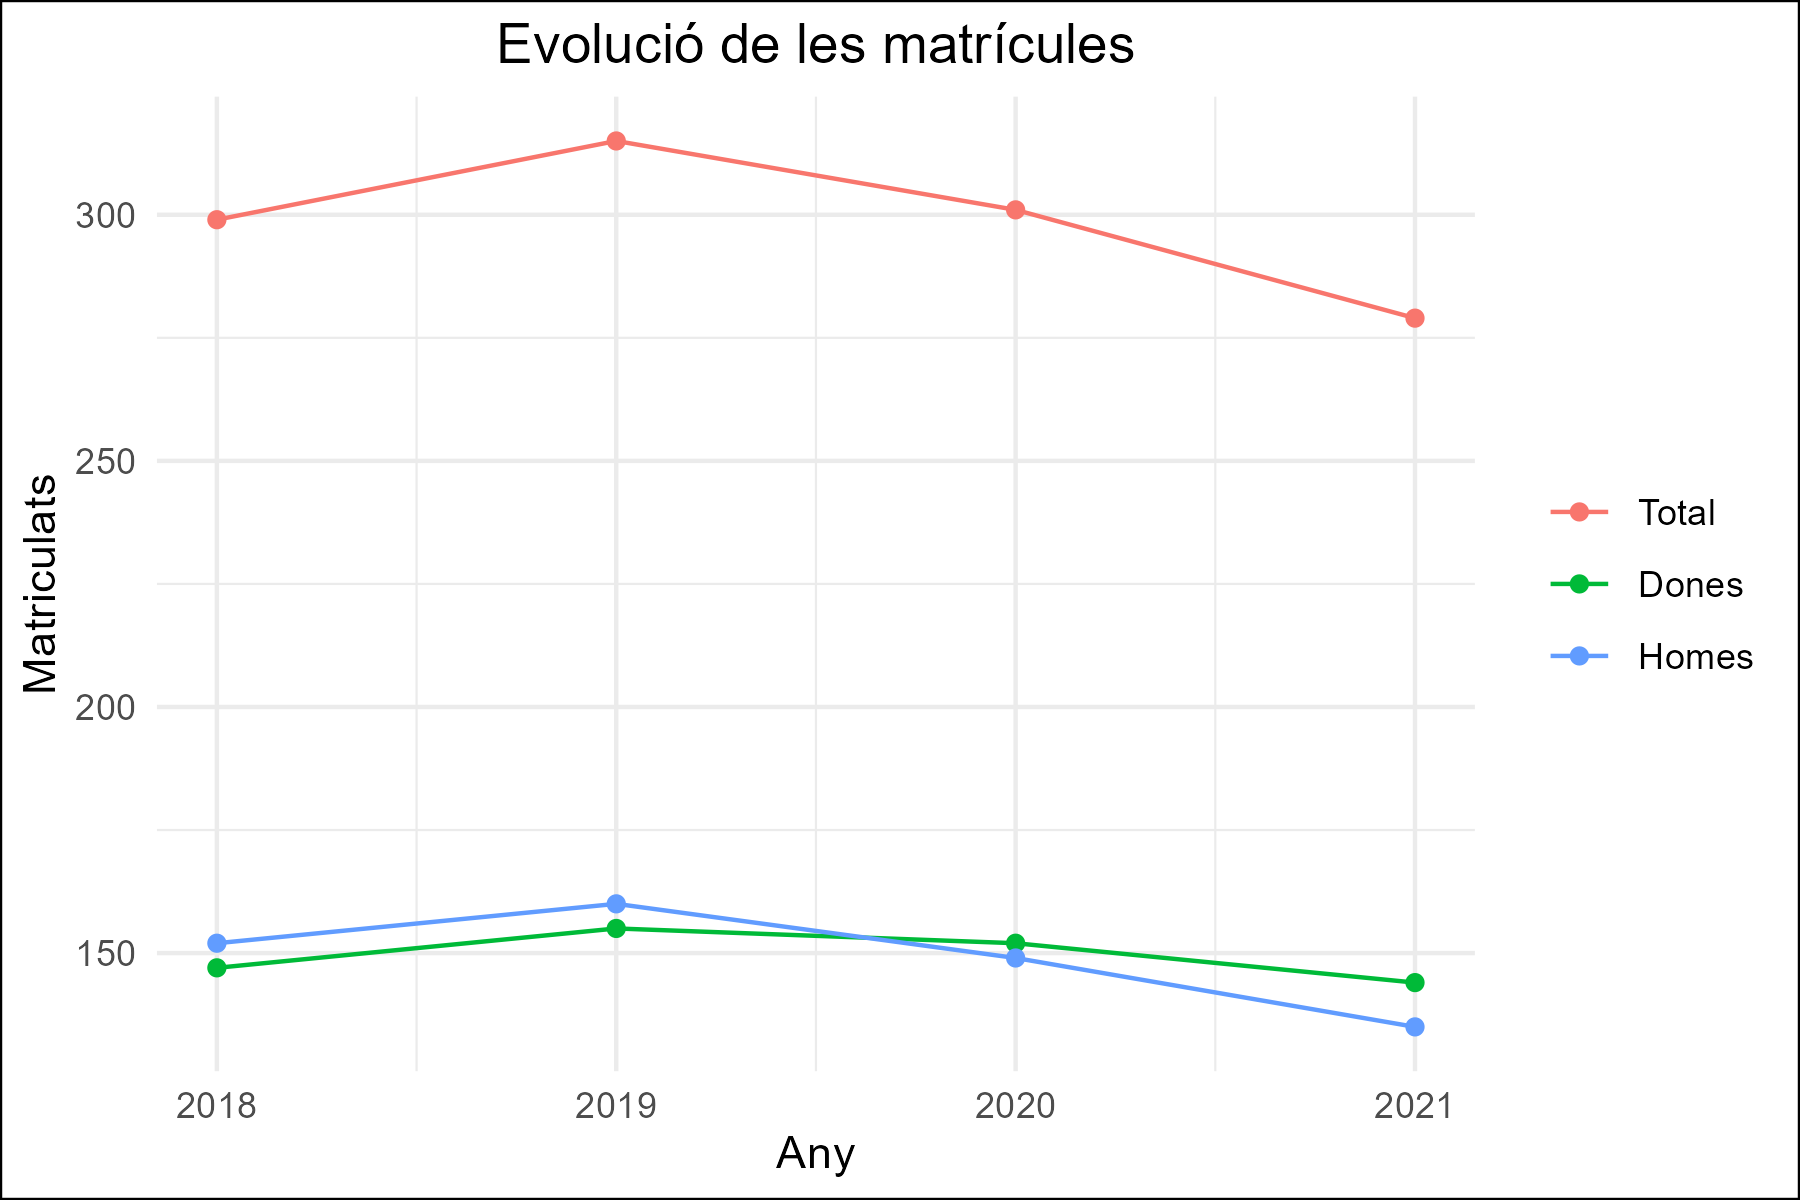 Evolució de les matrícules
300
250
200
150
Matriculats
2018 2019 2020 2021
Any
Total
Dones
Homes